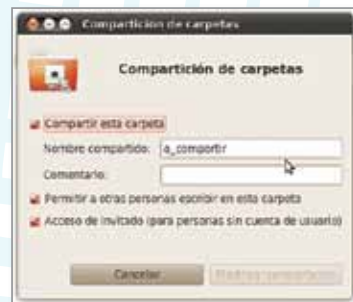 Compartición de carpetas
Compartición de carpetas
Compartir esta carpeta
Nombre compartido: a_compartir
Comentario:
Permitir a otras personas escribir en esta carpeta
Acceso de invitado (para personas sin cuenta de usuario)
Cancelar